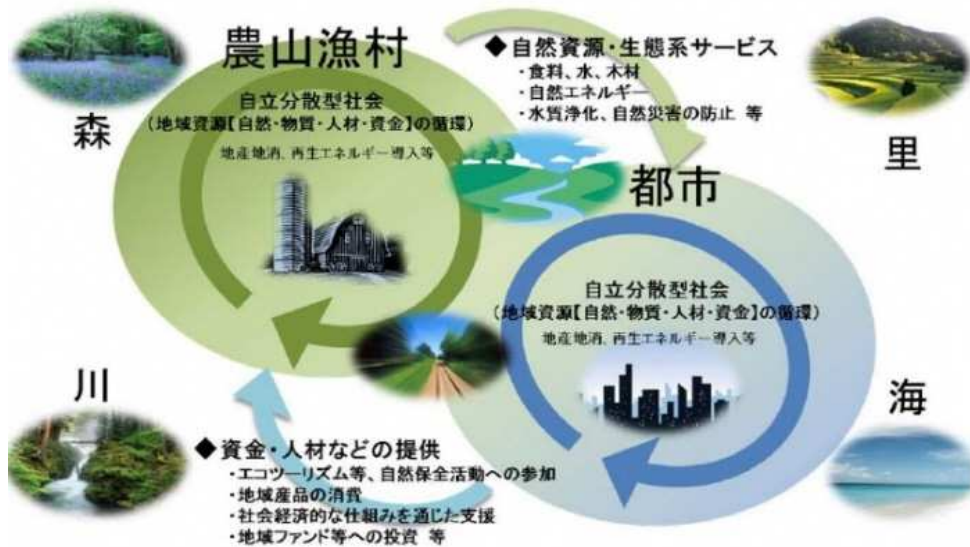 農山漁村
◆自然資源・生態系サービス
・食料、水、木材
・自然エネルギー
・水質浄化、自然災害の防止 等
森
自立分散型社会
(地域資源【自然・物質・人材・資金】の循環)
地産地消、再生エネルギー導入等
里
都市
自立分散型社会
(地域資源【自然・物質・人材・資金】の循環)
地産地消、再生エネルギー導入等
川
海
◆資金・人材などの提供
・エコツーリズム等、自然保全活動への参加
・地域産品の消費
・社会経済的な仕組みを通じた支援
・地域ファンド等への投資 等